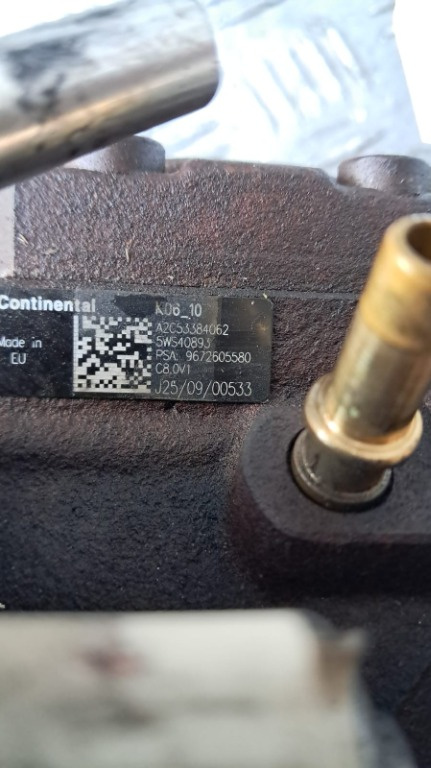 Continental
K06_10
A2C53384062
Made in
EU
5WS40893
PSA: 9672605580
C8.0V1
J25/09/00533